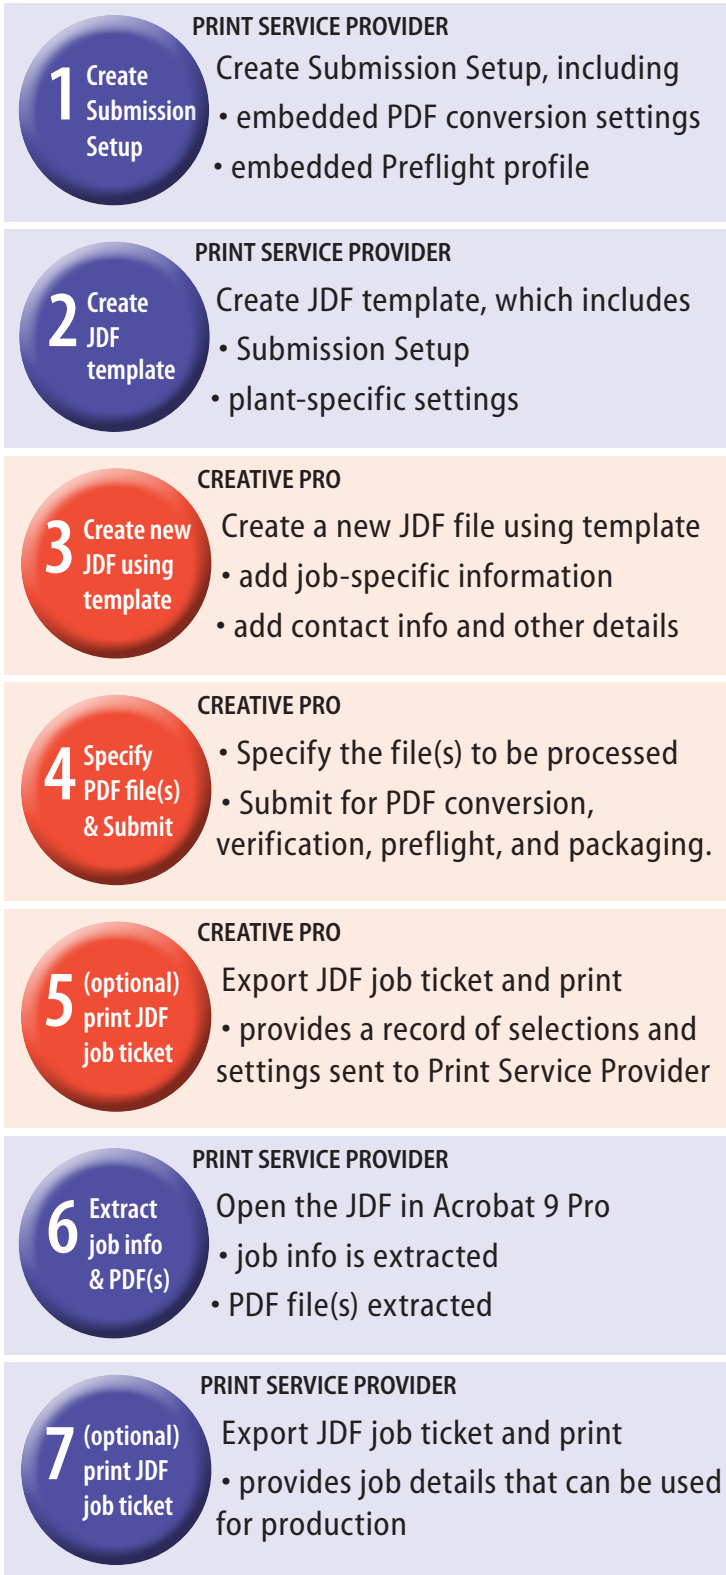 PRINT SERVICE PROVIDER
1 Create
Submission
Setup
Create Submission Setup, including
• embedded PDF conversion settings
• embedded Preflight profile
PRINT SERVICE PROVIDER
2 Create
JDF
template
Create JDF template, which includes
• Submission Setup
• plant-specific settings
CREATIVE PRO
3 Create new
JDF using
template
Create a new JDF file using template
• add job-specific information
• add contact info and other details
CREATIVE PRO
4 Specify
PDF file(s)
& Submit
• Specify the file(s) to be processed
• Submit for PDF conversion,
verification, preflight, and packaging.
CREATIVE PRO
5 (optional)
print JDF
job ticket
Export JDF job ticket and print
• provides a record of selections and
settings sent to Print Service Provider
PRINT SERVICE PROVIDER
6 Extract
job info
& PDF(s)
Open the JDF in Acrobat 9 Pro
• job info is extracted
• PDF file(s) extracted
PRINT SERVICE PROVIDER
7 (optional)
print JDF
job ticket
Export JDF job ticket and print
• provides job details that can be used
for production